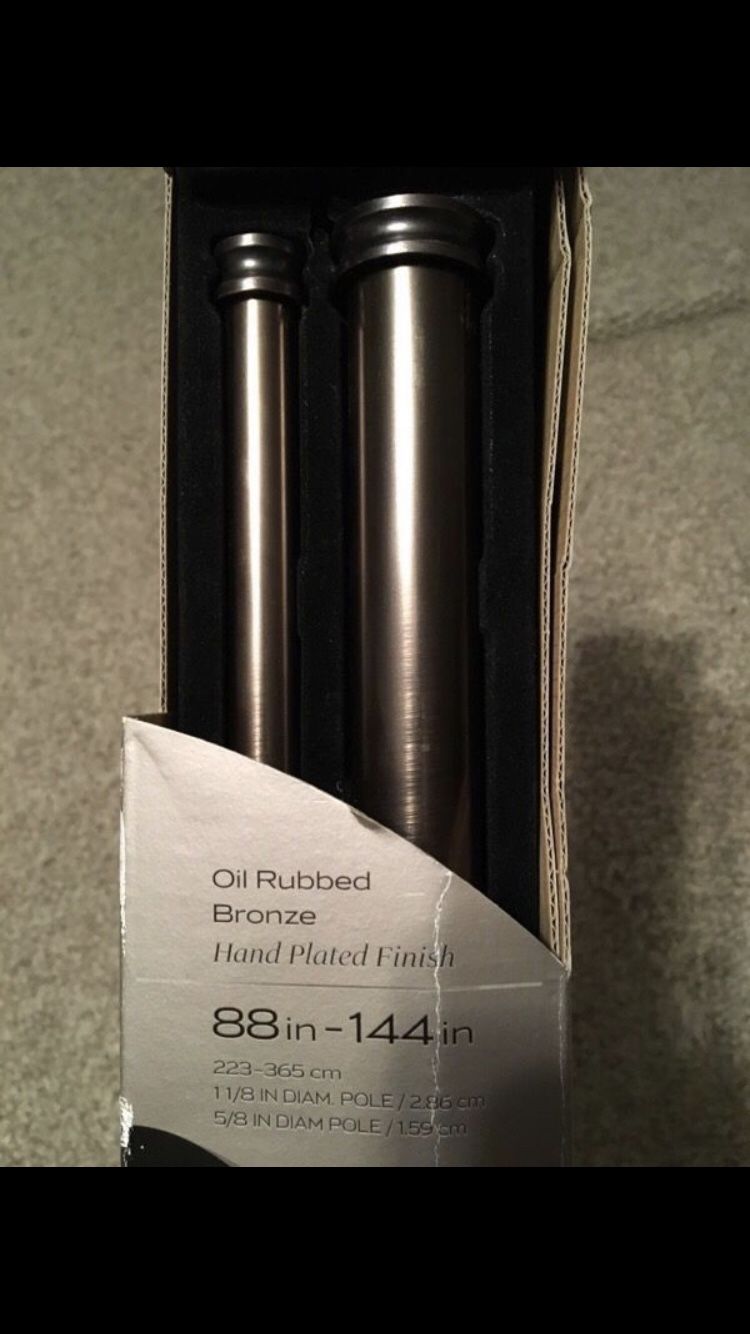 Oil Rubbed
Bronze
Hand Plated Finish
88in-144in
223-365 cm
1 1/8 IN DIAM. POLE / 2.86 cm
5/8 IN DIAM POLE / 1.59 cm